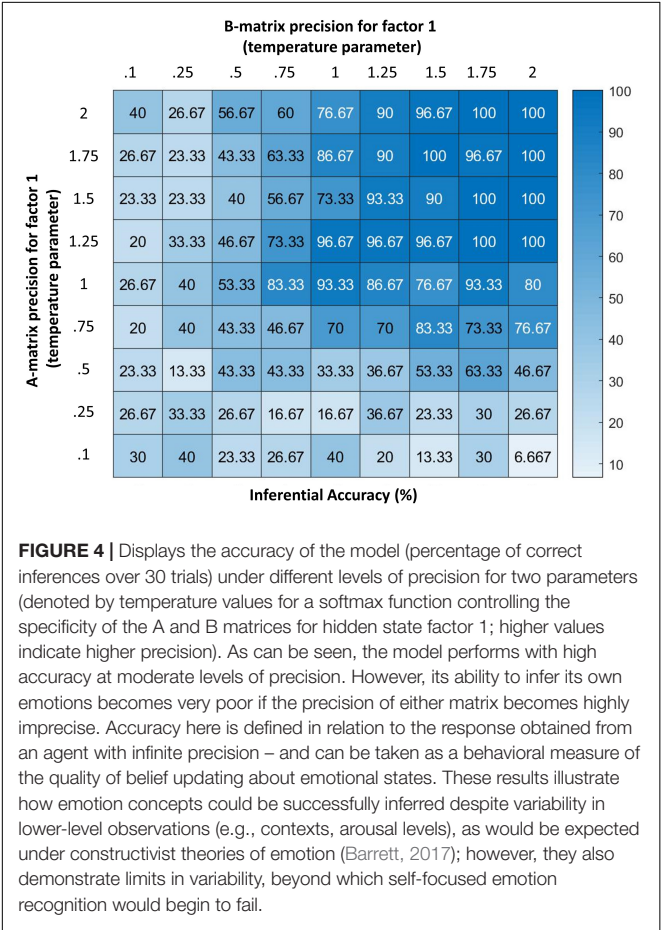 B-matrix precision for factor 1
(temperature parameter)
.1 .25 .5 .75 1 1.25 1.5 1.75 2
A-matrix precision for factor 1
(temperature parameter)
2 40 26.67 56.67 60 76.67 90 96.67 100 100
1.75 26.67 23.33 43.33 63.33 86.67 90 100 96.67 100
1.5 23.33 23.33 40 56.67 73.33 93.33 90 100 100
1.25 20 33.33 46.67 73.33 96.67 96.67 96.67 100 100
1 26.67 40 53.33 83.33 93.33 86.67 76.67 93.33 80
.75 20 40 43.33 46.67 70 70 83.33 73.33 76.67
.5 23.33 13.33 43.33 43.33 33.33 36.67 53.33 63.33 46.67
.25 26.67 33.33 26.67 16.67 16.67 36.67 23.33 30 26.67
.1 30 40 23.33 26.67 40 20 13.33 30 6.667
100
90
80
70
60
50
40
30
20
10
Inferential Accuracy (%)
FIGURE 4 | Displays the accuracy of the model (percentage of correct
inferences over 30 trials) under different levels of precision for two parameters
(denoted by temperature values for a softmax function controlling the
specificity of the A and B matrices for hidden state factor 1; higher values
indicate higher precision). As can be seen, the model performs with high
accuracy at moderate levels of precision. However, its ability to infer its own
emotions becomes very poor if the precision of either matrix becomes highly
imprecise. Accuracy here is defined in relation to the response obtained from
an agent with infinite precision – and can be taken as a behavioral measure of
the quality of belief updating about emotional states. These results illustrate
how emotion concepts could be successfully inferred despite variability in
lower-level observations (e.g., contexts, arousal levels), as would be expected
under constructivist theories of emotion (Barrett, 2017); however, they also
demonstrate limits in variability, beyond which self-focused emotion
recognition would begin to fail.